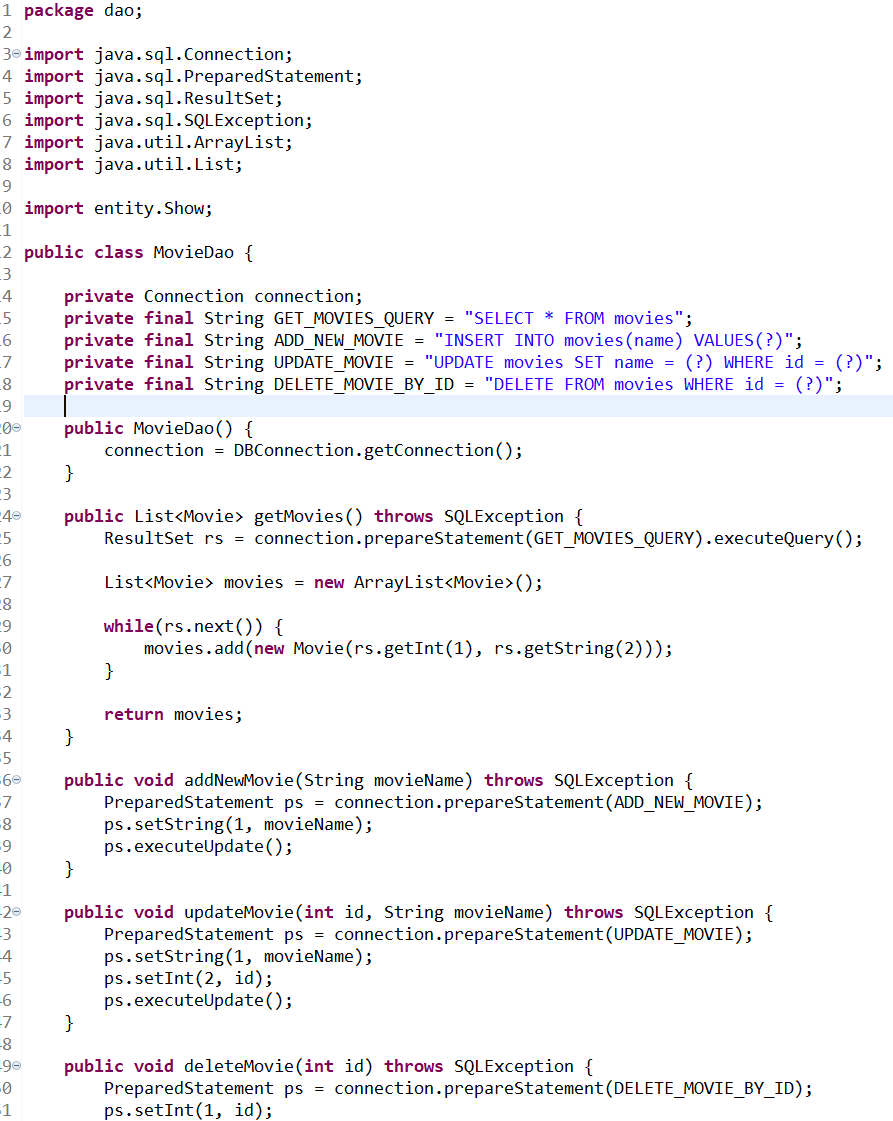 1 package dao;
2
3 import java.sql.Connection;
4 import java.sql.PreparedStatement;
5 import java.sql.ResultSet;
6 import java.sql.SQLException;
7 import java.util.ArrayList;
8 import java.util.List;
9
0 import entity.Show;
1
2 public class MovieDao {
3
4 private Connection connection;
5 private final String GET_MOVIES_QUERY = "SELECT * FROM movies";
6 private final String ADD_NEW_MOVIE = "INSERT INTO movies(name) VALUES(?)";
7 private final String UPDATE_MOVIE = "UPDATE movies SET name = (?) WHERE id = (?)";
8 private final String DELETE_MOVIE_BY_ID = "DELETE FROM movies WHERE id = (?)";
9
0 public MovieDao() {
1 connection = DBConnection.getConnection();
2 }
3
4 public List<Movie> getMovies() throws SQLException {
5 ResultSet rs = connection.prepareStatement(GET_MOVIES_QUERY).executeQuery();
6
7 List<Movie> movies = new ArrayList<Movie>();
8
9 while(rs.next()) {
0 movies.add(new Movie(rs.getInt(1), rs.getString(2)));
1 }
2
3 return movies;
4 }
5
6 public void addNewMovie(String movieName) throws SQLException {
7 PreparedStatement ps = connection.prepareStatement(ADD_NEW_MOVIE);
8 ps.setString(1, movieName);
9 ps.executeUpdate();
0 }
1
2 public void updateMovie(int id, String movieName) throws SQLException {
3 PreparedStatement ps = connection.prepareStatement(UPDATE_MOVIE);
4 ps.setString(1, movieName);
5 ps.setInt(2, id);
6 ps.executeUpdate();
7 }
8
9 public void deleteMovie(int id) throws SQLException {
0 PreparedStatement ps = connection.prepareStatement(DELETE_MOVIE_BY_ID);
1 ps.setInt(1, id);